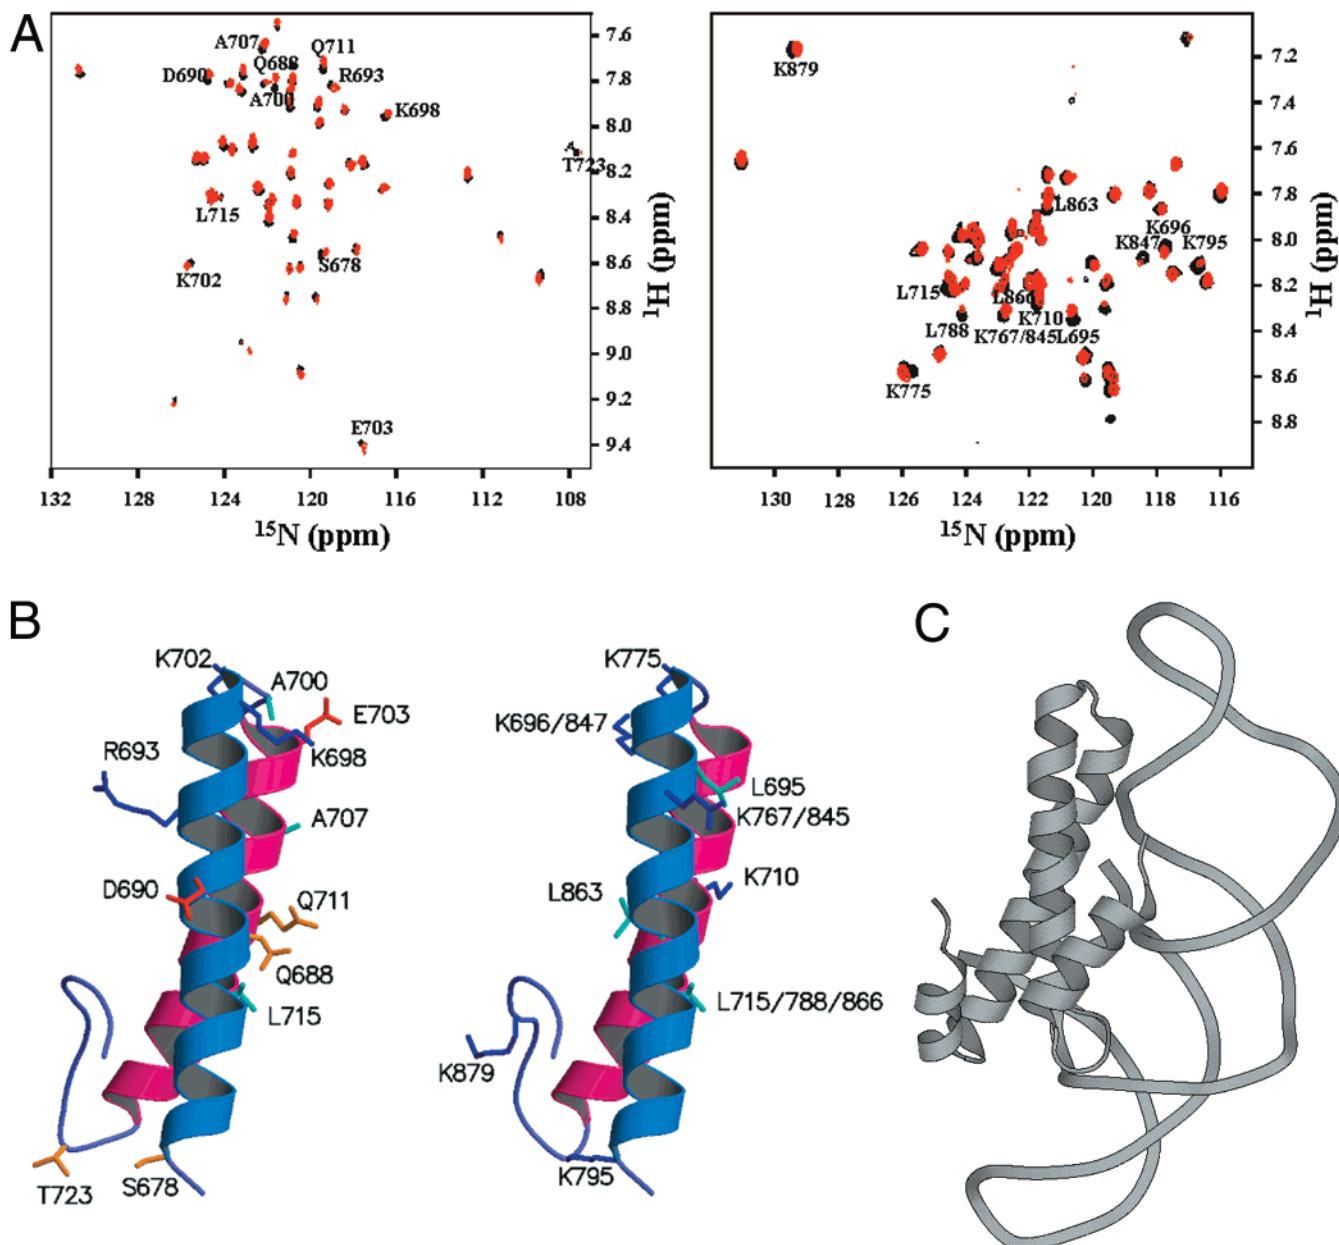 A
A707
Q711
Q688
D690
R693
A700
K698
T723
L715
S678
K702
E703
7.6
7.8
8.0
8.2
8.4
8.6
8.8
9.0
9.2
9.4
¹H (ppm)
132 128 124 120 116 112 108
¹⁵N (ppm)
K879
L863
K696
K847 K795
L715
L866
K710
L788
K767/845 L695
K775
7.2
7.4
7.6
7.8
8.0
8.2
8.4
8.6
8.8
¹H (ppm)
130 128 126 124 122 120 118 116
¹⁵N (ppm)
B
K702
A700
E703
R693
K698
A707
D690
Q711
Q688
L715
T723
S678
K775
K696/847
L695
K767/845
K710
L863
L715/788/866
K879
K795
C